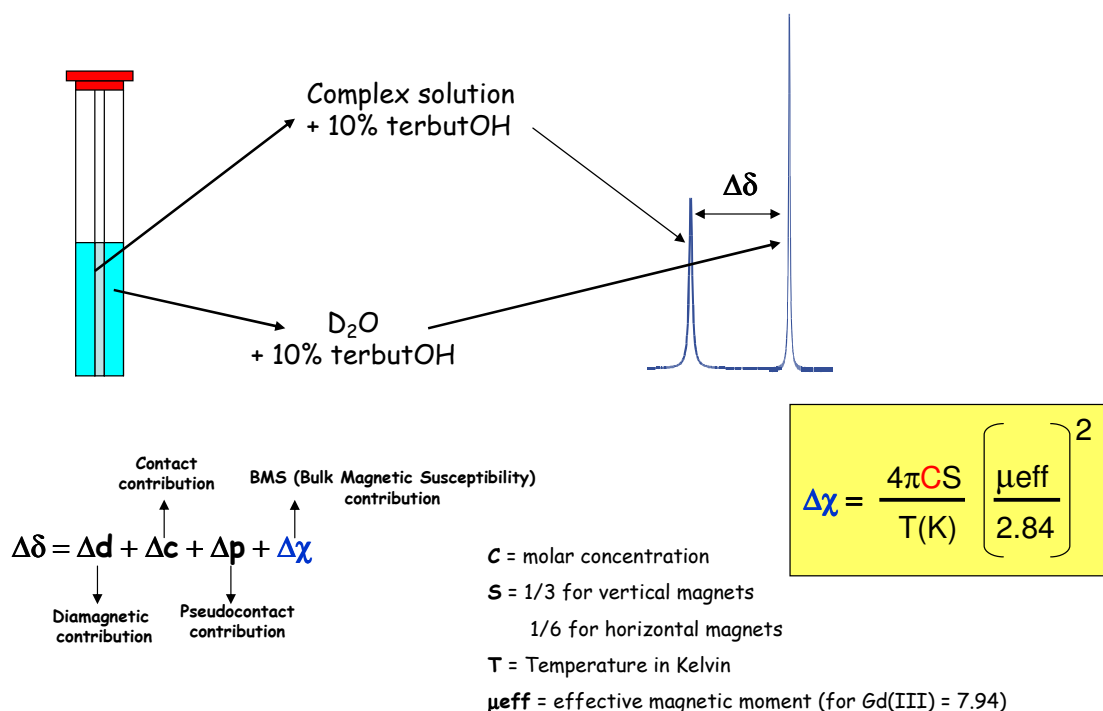 Complex solution
+ 10% terbutOH
Δδ
D₂O
+ 10% terbutOH
Δχ = 4πCS / T(K) (μeff / 2.84)²
Contact
contribution
BMS (Bulk Magnetic Susceptibility)
contribution
Δδ = Δd + Δc + Δp + Δχ
Diamagnetic
contribution
Pseudocontact
contribution
C = molar concentration
S = 1/3 for vertical magnets
1/6 for horizontal magnets
T = Temperature in Kelvin
μeff = effective magnetic moment (for Gd(III) = 7.94)